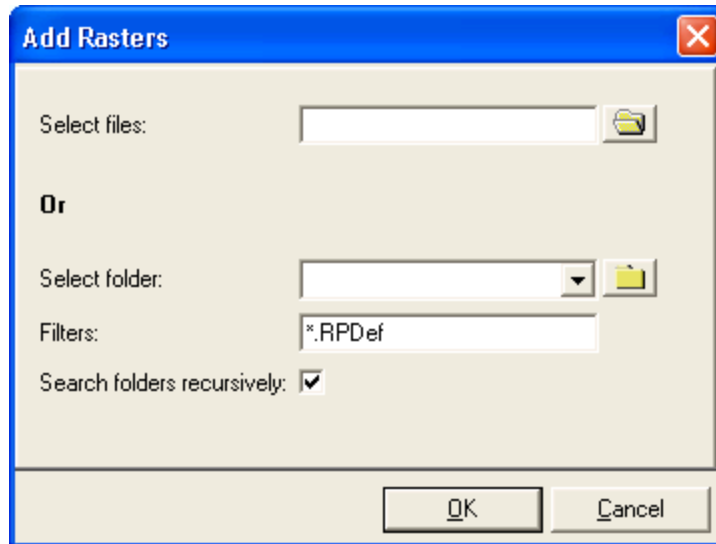 Add Rasters
Select files:
Or
Select folder:
Filters: *.RPDef
Search folders recursively:
OK Cancel